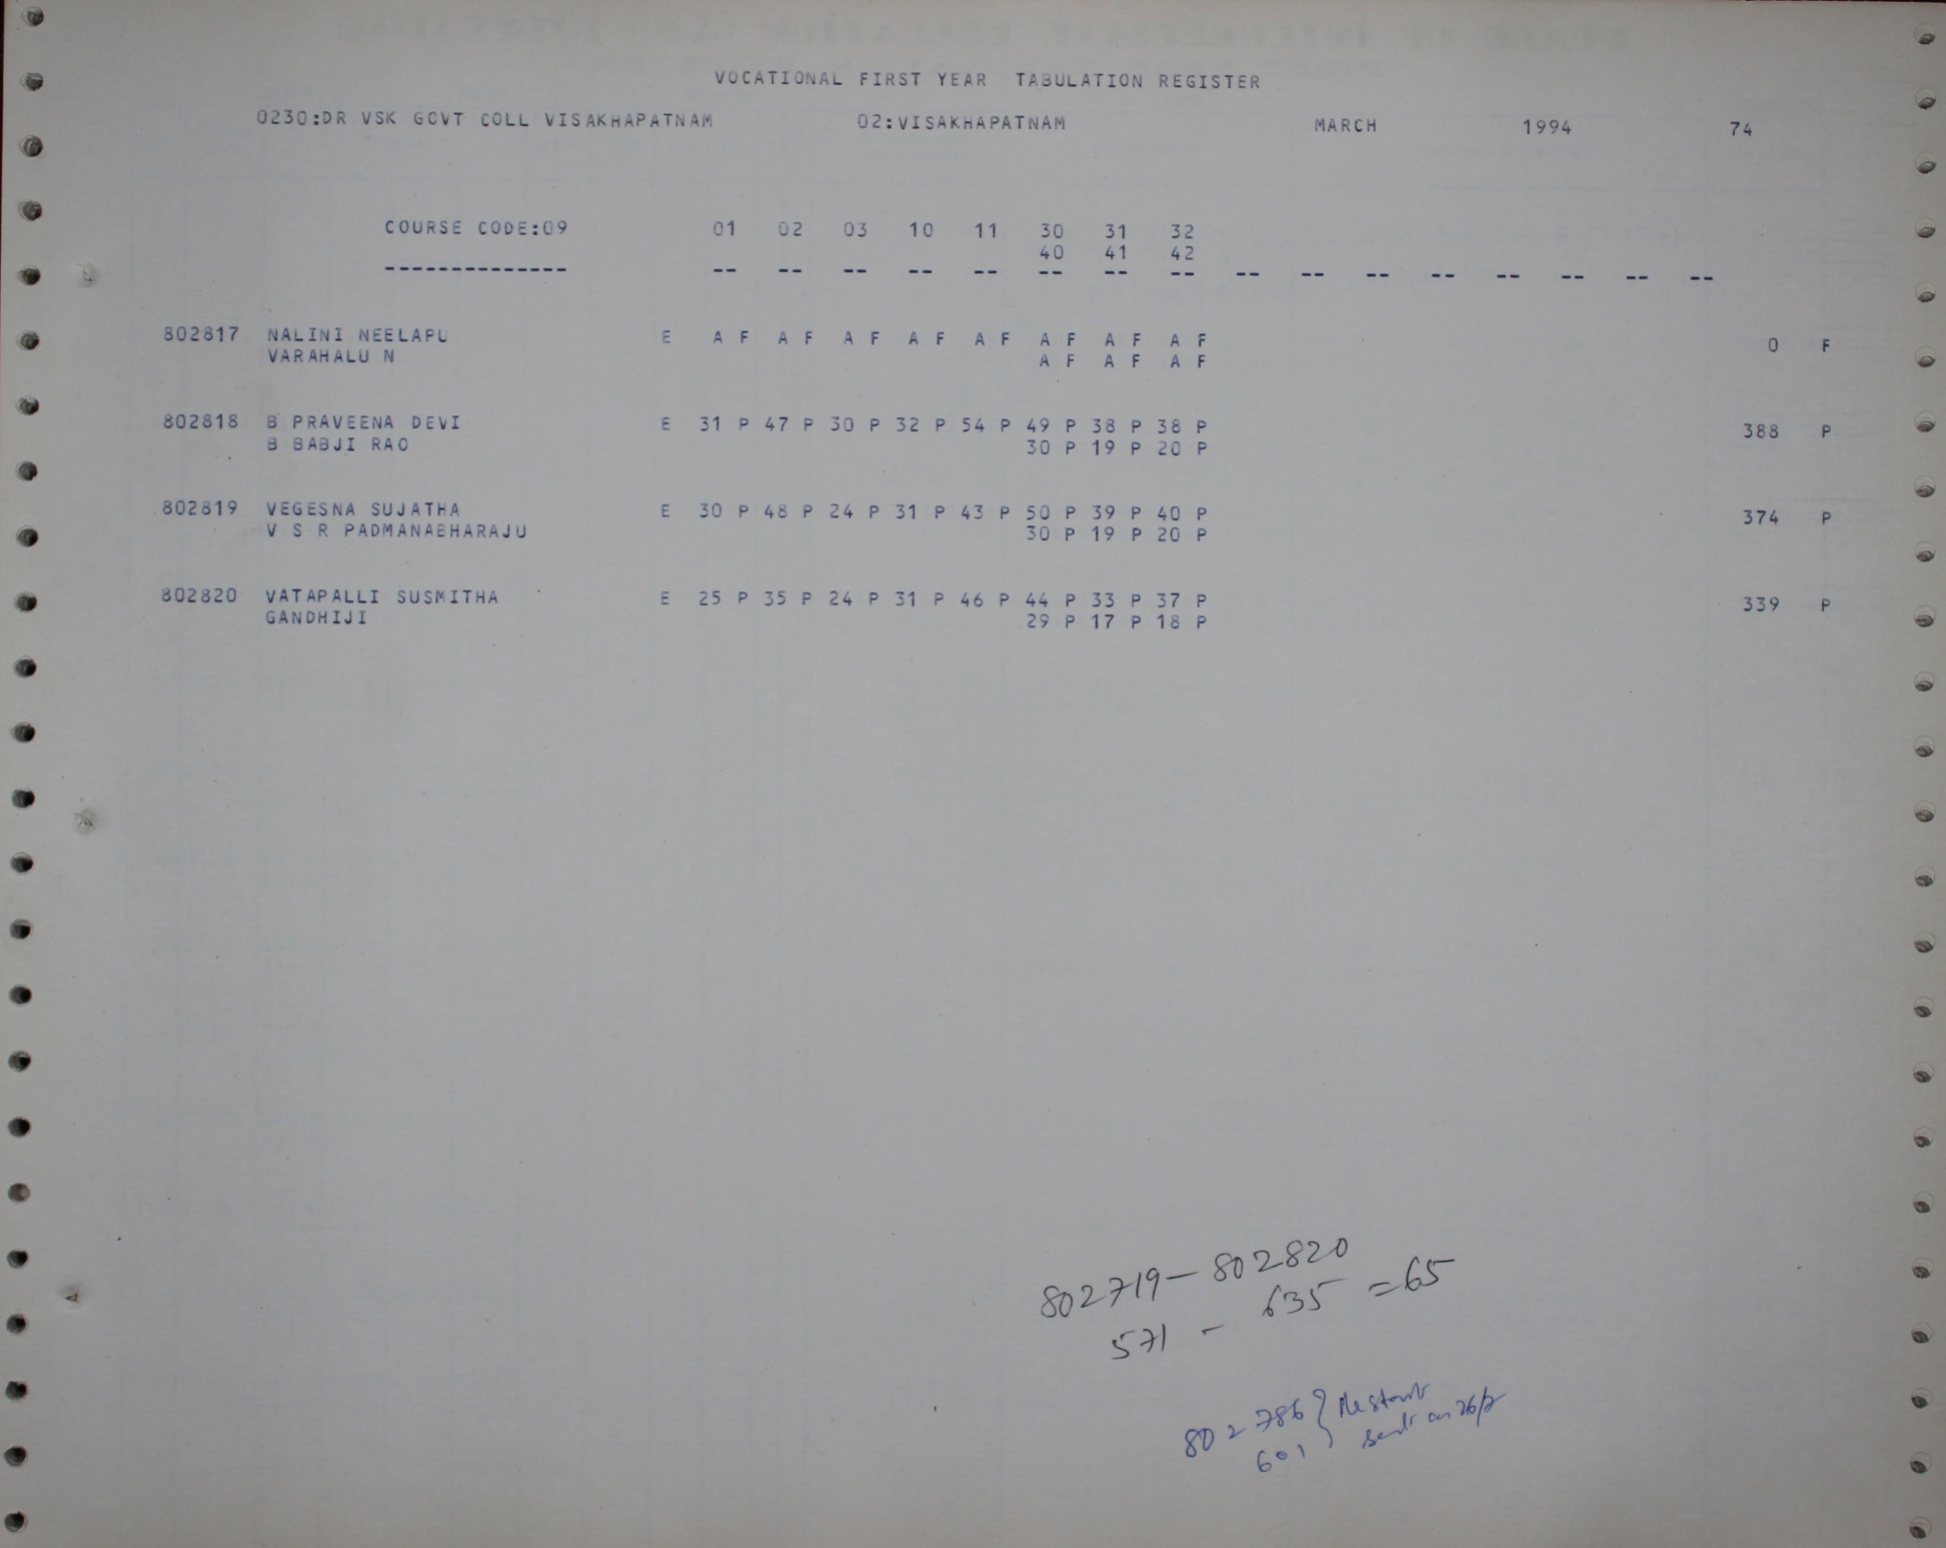 VOCATIONAL FIRST YEAR TABULATION REGISTER
0230:DR VSK GOVT COLL VISAKHAPATNAM 02:VISAKHAPATNAM MARCH 1994 74
COURSE CODE:09 01 02 03 10 11 30 31 32
40 41 42
-------------- -- -- -- -- -- -- -- -- -- -- -- -- -- -- -- --
802817 NALINI NEELAPU E A F A F A F A F A F A F A F A F 0 F
VARAHALU N A F A F A F
802818 B PRAVEENA DEVI E 31 P 47 P 30 P 32 P 54 P 49 P 38 P 38 P 388 P
B BABJI RAO 30 P 19 P 20 P
802819 VEGESNA SUJATHA E 30 P 48 P 24 P 31 P 43 P 50 P 39 P 40 P 374 P
V S R PADMANABHARAJU 30 P 19 P 20 P
802820 VATAPALLI SUSMITHA E 25 P 35 P 24 P 31 P 46 P 44 P 33 P 37 P 339 P
GANDHIJI 29 P 17 P 18 P
802719 - 802820
571 - 635 = 65
802786
601 sent on